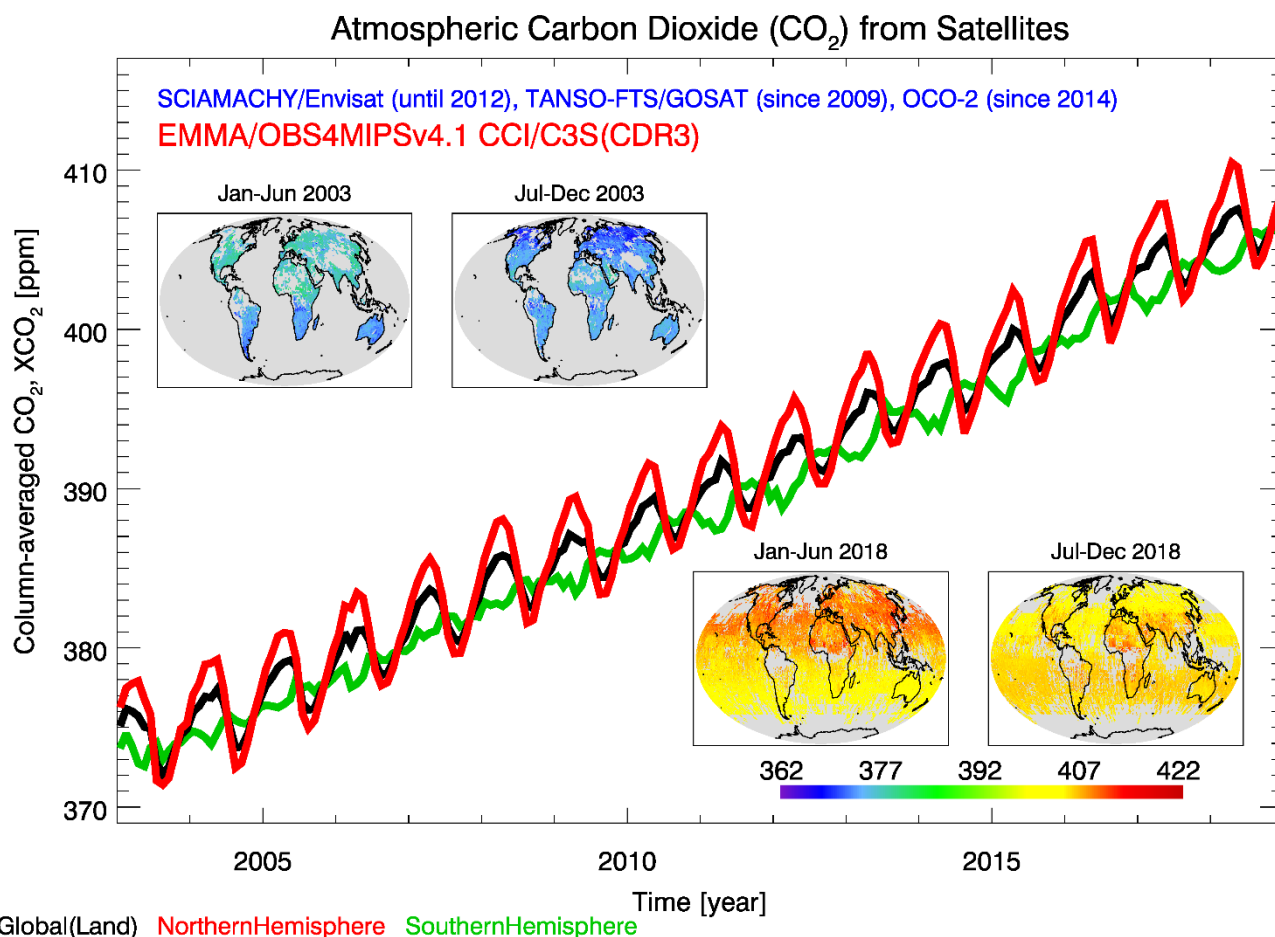 Atmospheric Carbon Dioxide (CO₂) from Satellites
SCIAMACHY/Envisat (until 2012), TANSO-FTS/GOSAT (since 2009), OCO-2 (since 2014)
EMMA/OBS4MIPSv4.1 CCI/C3S(CDR3)
Jan-Jun 2003
Jul-Dec 2003
Column-averaged CO₂, XCO₂ [ppm]
410
400
390
380
370
Jan-Jun 2018
Jul-Dec 2018
362 377 392 407 422
2005 2010 2015
Time [year]
Global(Land) NorthernHemisphere SouthernHemisphere